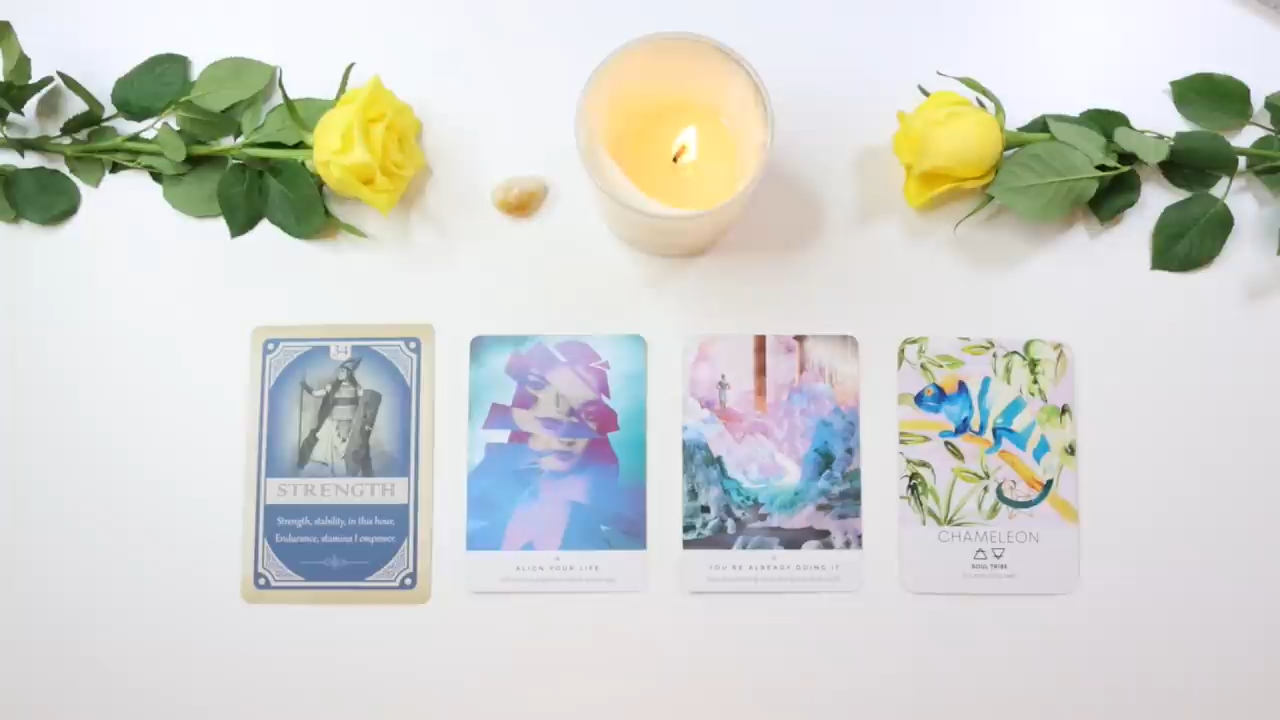 34
STRENGTH
Strength, stability, in this hour,
Endurance, stamina I empower.
ALIGN YOUR LIFE
YOU'RE ALREADY DOING IT
CHAMELEON
SOUL TRIBE